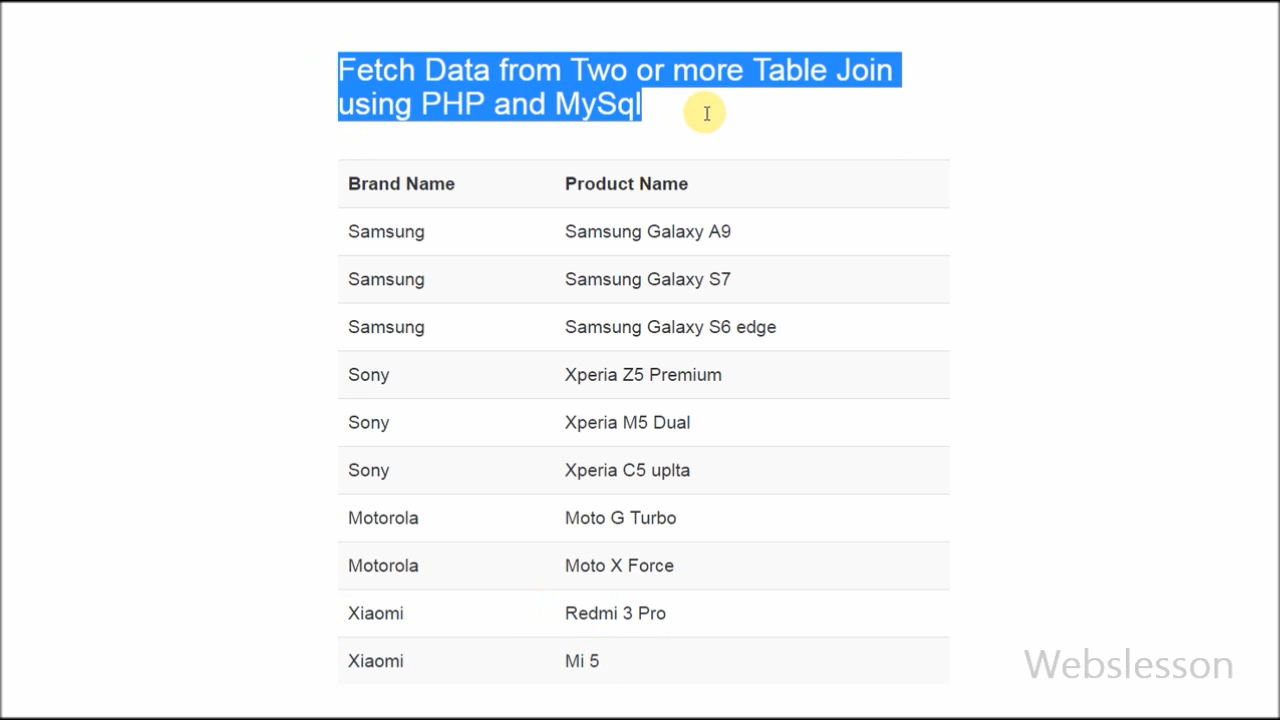 Fetch Data from Two or more Table Join
using PHP and MySql
Brand Name Product Name
Samsung Samsung Galaxy A9
Samsung Samsung Galaxy S7
Samsung Samsung Galaxy S6 edge
Sony Xperia Z5 Premium
Sony Xperia M5 Dual
Sony Xperia C5 uplta
Motorola Moto G Turbo
Motorola Moto X Force
Xiaomi Redmi 3 Pro
Xiaomi Mi 5
Webslesson